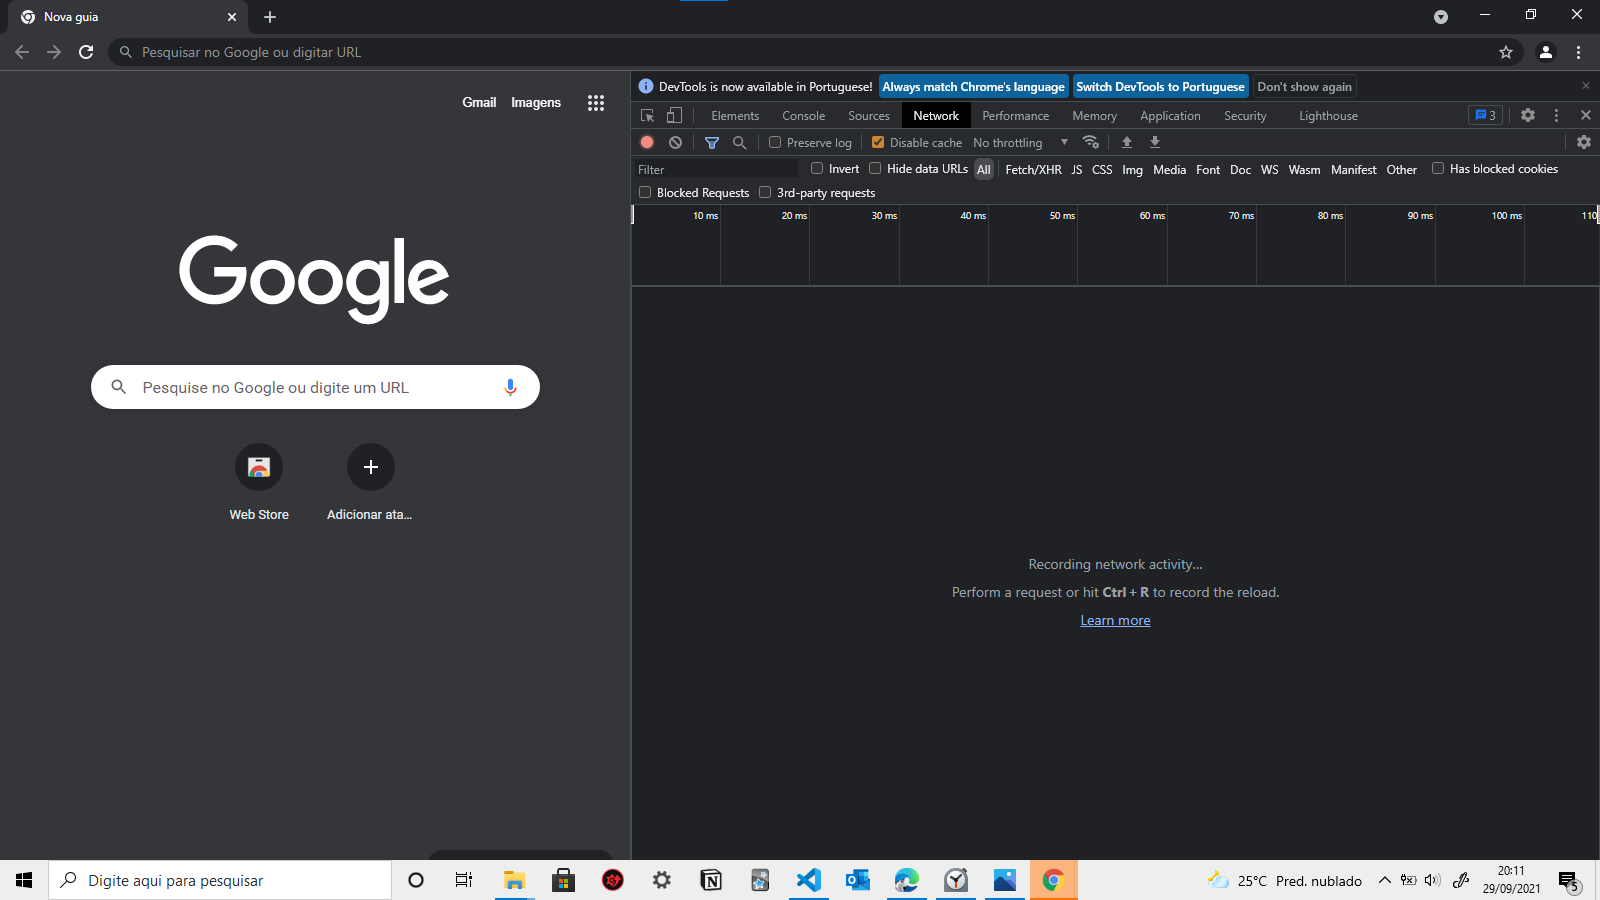 Nova guia
Pesquisar no Google ou digitar URL
Gmail Imagens
Google
Pesquise no Google ou digite um URL
Web Store Adicionar ata...
DevTools is now available in Portuguese! Always match Chrome's language Switch DevTools to Portuguese Don't show again
Elements Console Sources Network Performance Memory Application Security Lighthouse 3
Preserve log Disable cache No throttling
Filter Invert Hide data URLs All Fetch/XHR JS CSS Img Media Font Doc WS Wasm Manifest Other Has blocked cookies
Blocked Requests 3rd-party requests
10 ms 20 ms 30 ms 40 ms 50 ms 60 ms 70 ms 80 ms 90 ms 100 ms 110
Recording network activity...
Perform a request or hit Ctrl + R to record the reload.
Learn more
Digite aqui para pesquisar
25°C Pred. nublado
20:11
29/09/2021
5